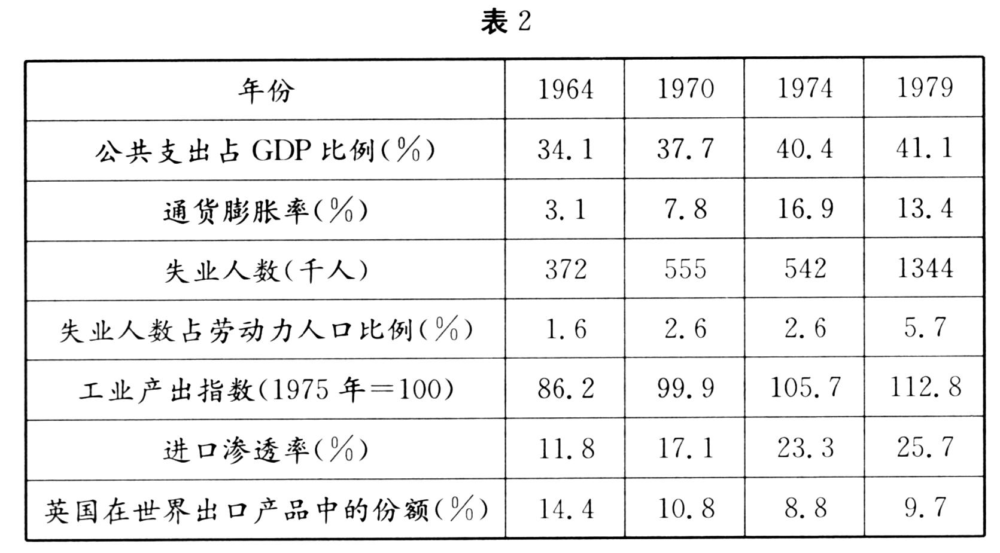 表 2
年份 1964 1970 1974 1979
公共支出占 GDP 比例(%) 34.1 37.7 40.4 41.1
通货膨胀率(%) 3.1 7.8 16.9 13.4
失业人数(千人) 372 555 542 1344
失业人数占劳动力人口比例(%) 1.6 2.6 2.6 5.7
工业产出指数(1975 年=100) 86.2 99.9 105.7 112.8
进口渗透率(%) 11.8 17.1 23.3 25.7
英国在世界出口产品中的份额(%) 14.4 10.8 8.8 9.7